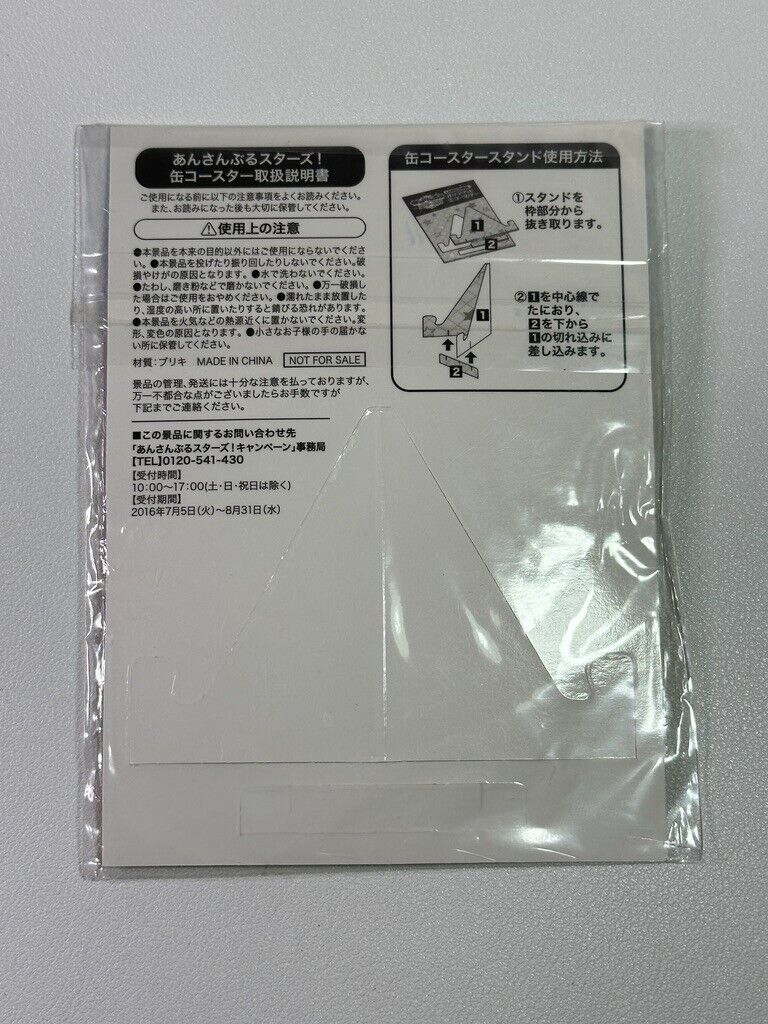 あんさんぶるスターズ！
缶コースター取扱説明書
ご使用になる前に以下の注意事項をよくお読みください。
また、お読みになった後も大切に保管してください。
⚠使用上の注意
●本景品を本来の目的以外にはご使用にならないでくださ
い。●本景品を投げたり振り回したりしないでください。破
損やけがの原因となります。●水で洗わないでください。
●たわし、磨き粉などで磨かないでください。●万一破損し
た場合はご使用をおやめください。●濡れたまま放置した
り、湿度の高い所に置いたりすると錆びる恐れがあります。
●本景品を火気などの熱源近くに置かないでください。変
形、変色の原因となります。●小さなお子様の手の届かな
い所に保管してください。
材質：ブリキ MADE IN CHINA NOT FOR SALE
景品の管理、発送には十分な注意を払っておりますが、
万一不都合な点がございましたらお手数ですが
下記までご連絡ください。
■この景品に関するお問い合わせ先
「あんさんぶるスターズ！キャンペーン」事務局
【TEL】0120-541-430
【受付時間】
10：00〜17：00(土・日・祝日は除く)
【受付期間】
2016年7月5日(火)〜8月31日(水)
缶コースタースタンド使用方法
①スタンドを
枠部分から
抜き取ります。
1
2
②1を中心線で
たにおり、
2を下から
1の切れ込みに
差し込みます。
1
2